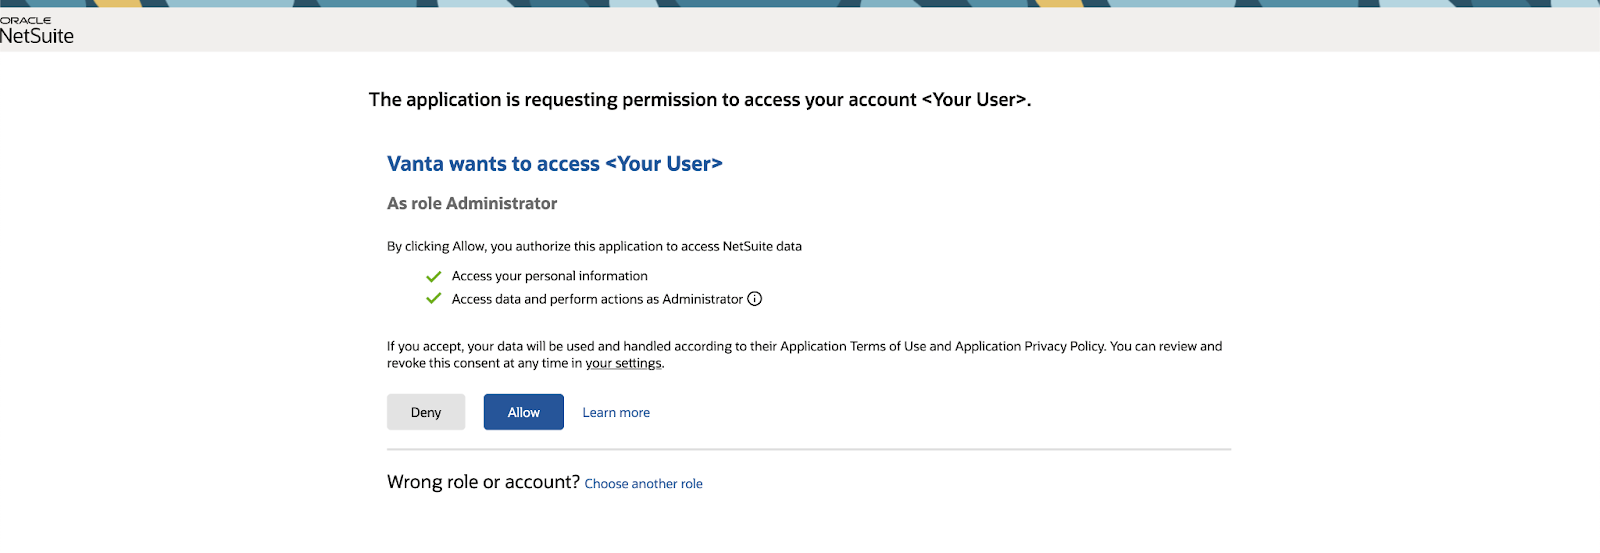 ORACLE
NetSuite
The application is requesting permission to access your account <Your User>.
Vanta wants to access <Your User>
As role Administrator
By clicking Allow, you authorize this application to access NetSuite data
Access your personal information
Access data and perform actions as Administrator
If you accept, your data will be used and handled according to their Application Terms of Use and Application Privacy Policy. You can review and
revoke this consent at any time in your settings.
Deny Allow Learn more
Wrong role or account? Choose another role